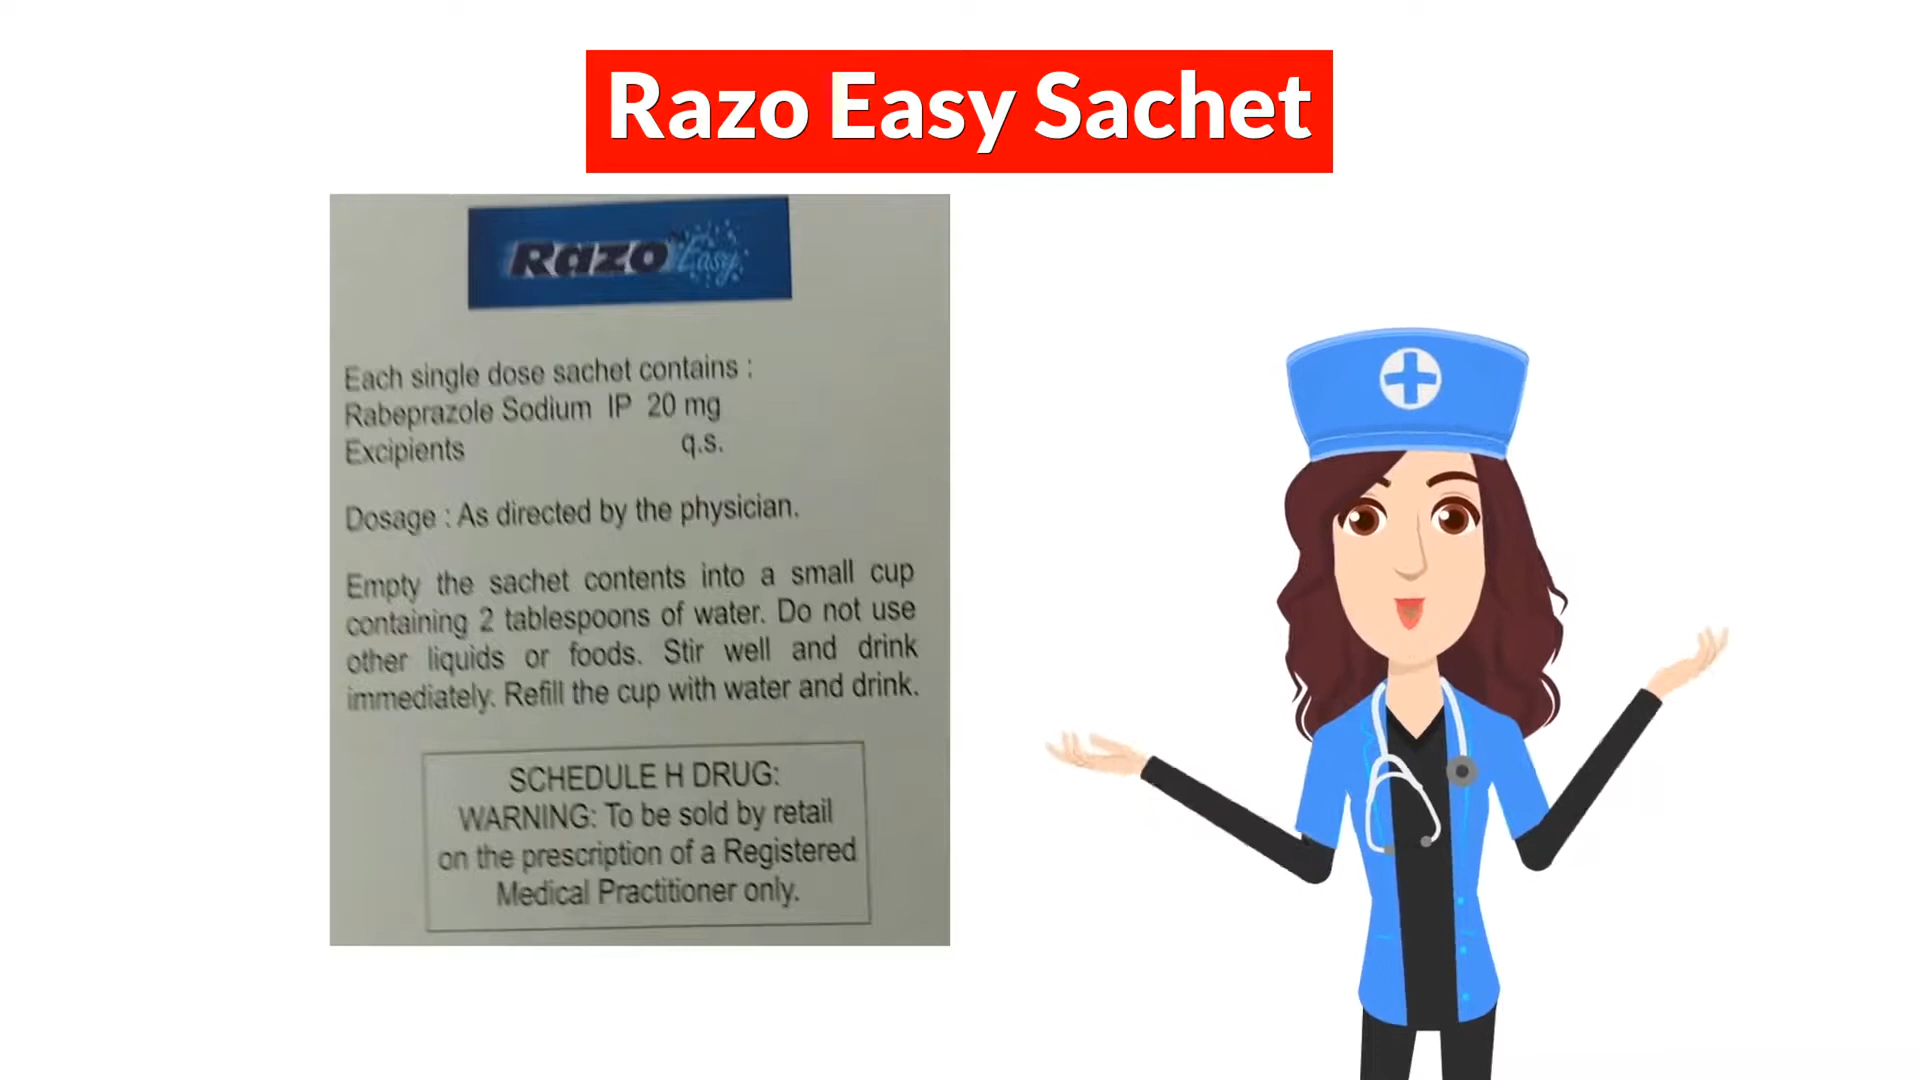 Razo Easy Sachet
Razo Easy
Each single dose sachet contains :
Rabeprazole Sodium IP 20 mg
Excipients q.s.
Dosage : As directed by the physician.
Empty the sachet contents into a small cup
containing 2 tablespoons of water. Do not use
other liquids or foods. Stir well and drink
immediately. Refill the cup with water and drink.
SCHEDULE H DRUG:
WARNING: To be sold by retail
on the prescription of a Registered
Medical Practitioner only.